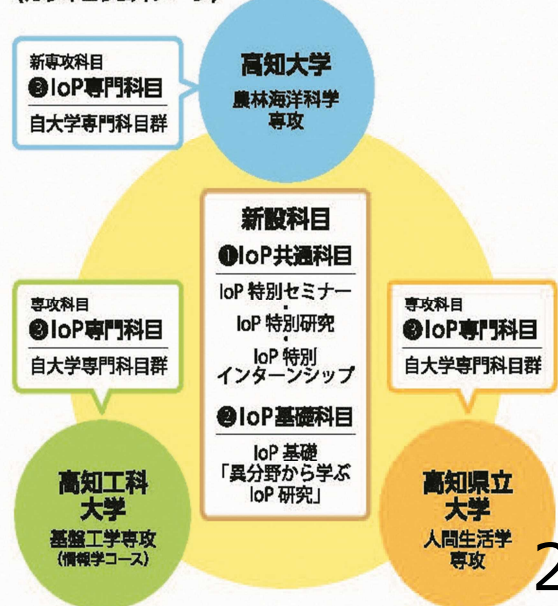 新専攻科目
❸IoP専門科目
自大学専門科目群
高知大学
農林海洋科学
専攻
新設科目
❶IoP共通科目
IoP 特別セミナー
・
IoP 特別研究
・
IoP 特別
インターンシップ
❷IoP基礎科目
IoP 基礎
「異分野から学ぶ
IoP 研究」
専攻科目
❸IoP専門科目
自大学専門科目群
専攻科目
❸IoP専門科目
自大学専門科目群
高知工科
大学
基盤工学専攻
(情報学コース)
高知県立
大学
人間生活学
専攻
2